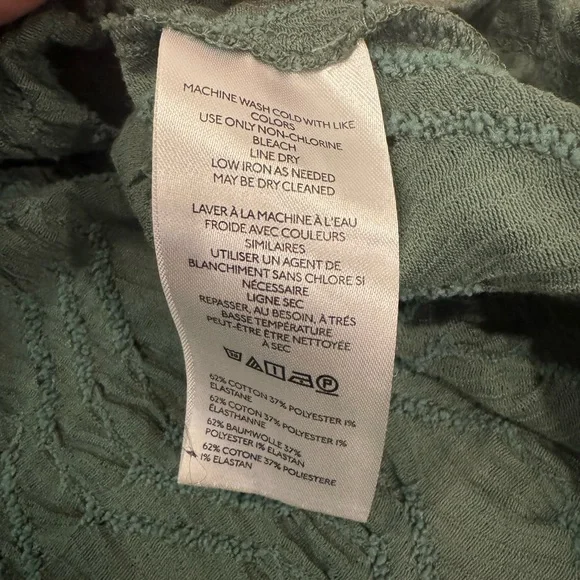 MACHINE WASH COLD WITH LIKE
COLORS
USE ONLY NON-CHLORINE
BLEACH
LINE DRY
LOW IRON AS NEEDED
MAY BE DRY CLEANED
LAVER À LA MACHINE À L'EAU
FROIDE AVEC COULEURS
SIMILAIRES
UTILISER UN AGENT DE
BLANCHIMENT SANS CHLORE SI
NÉCESSAIRE
LIGNE SEC
REPASSER, AU BESOIN, À TRÉS
BASSE TEMPÉRATURE
PEUT-ÊTRE ÊTRE NETTOYÉE
À SEC
P
62% COTTON 37% POLYESTER 1%
ELASTANE
62% COTON 37% POLYESTER 1%
ÉLASTHANNE
62% BAUMWOLLE 37%
POLYESTER 1% ELASTAN
62% COTONE 37% POLIESTERE
1% ELASTAN